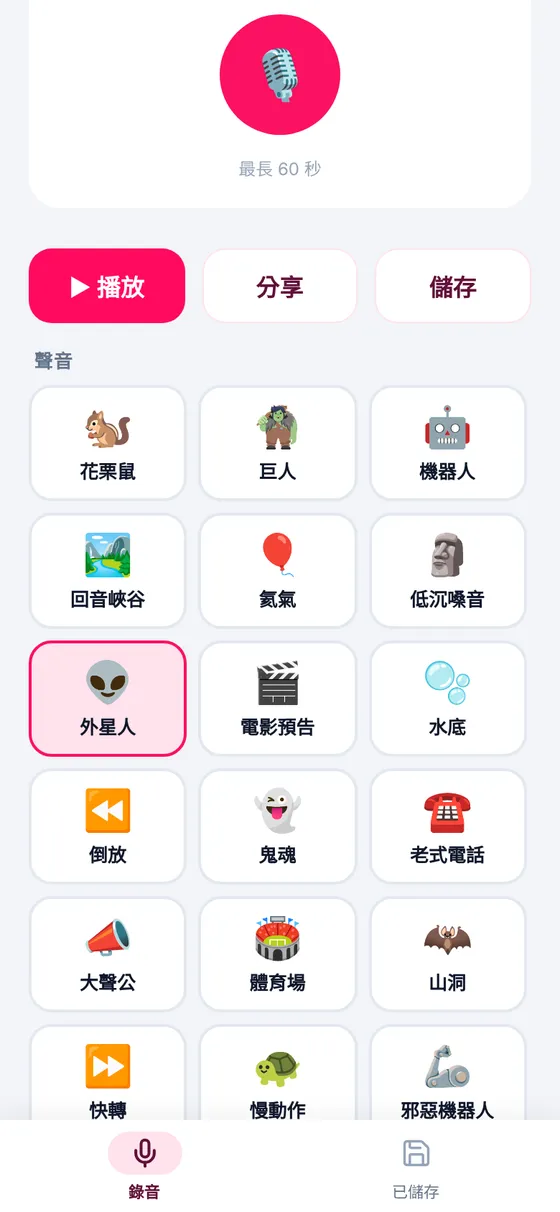 最長 60 秒
▶ 播放
分享
儲存
聲音
花栗鼠
巨人
機器人
回音峽谷
氦氣
低沉嗓音
外星人
電影預告
水底
倒放
鬼魂
老式電話
大聲公
體育場
山洞
快轉
慢動作
邪惡機器人
錄音
已儲存